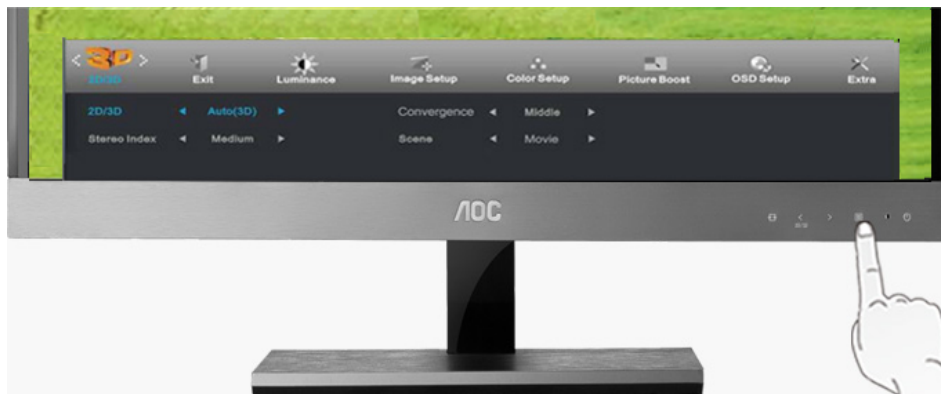 3D
2D/3D Exit Luminance Image Setup Color Setup Picture Boost OSD Setup Extra
2D/3D Auto(3D) Convergence Middle
Stereo Index Medium Scene Movie
AOC